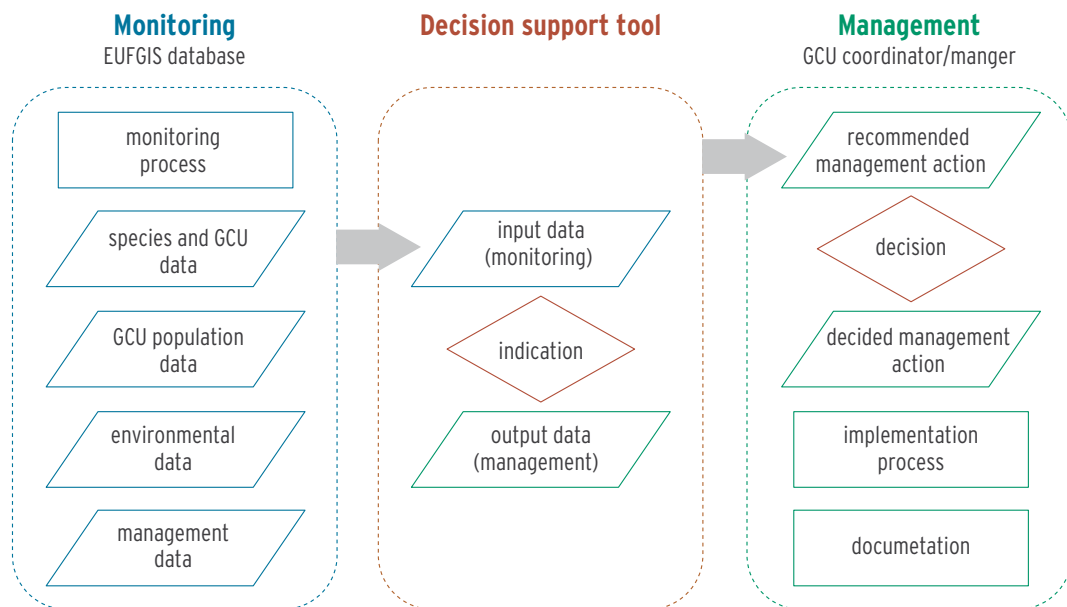 Monitoring
EUFGIS database
monitoring
process
species and GCU
data
GCU population
data
environmental
data
management
data
Decision support tool
input data
(monitoring)
indication
output data
(management)
Management
GCU coordinator/manger
recommended
management action
decision
decided management
action
implementation
process
documetation